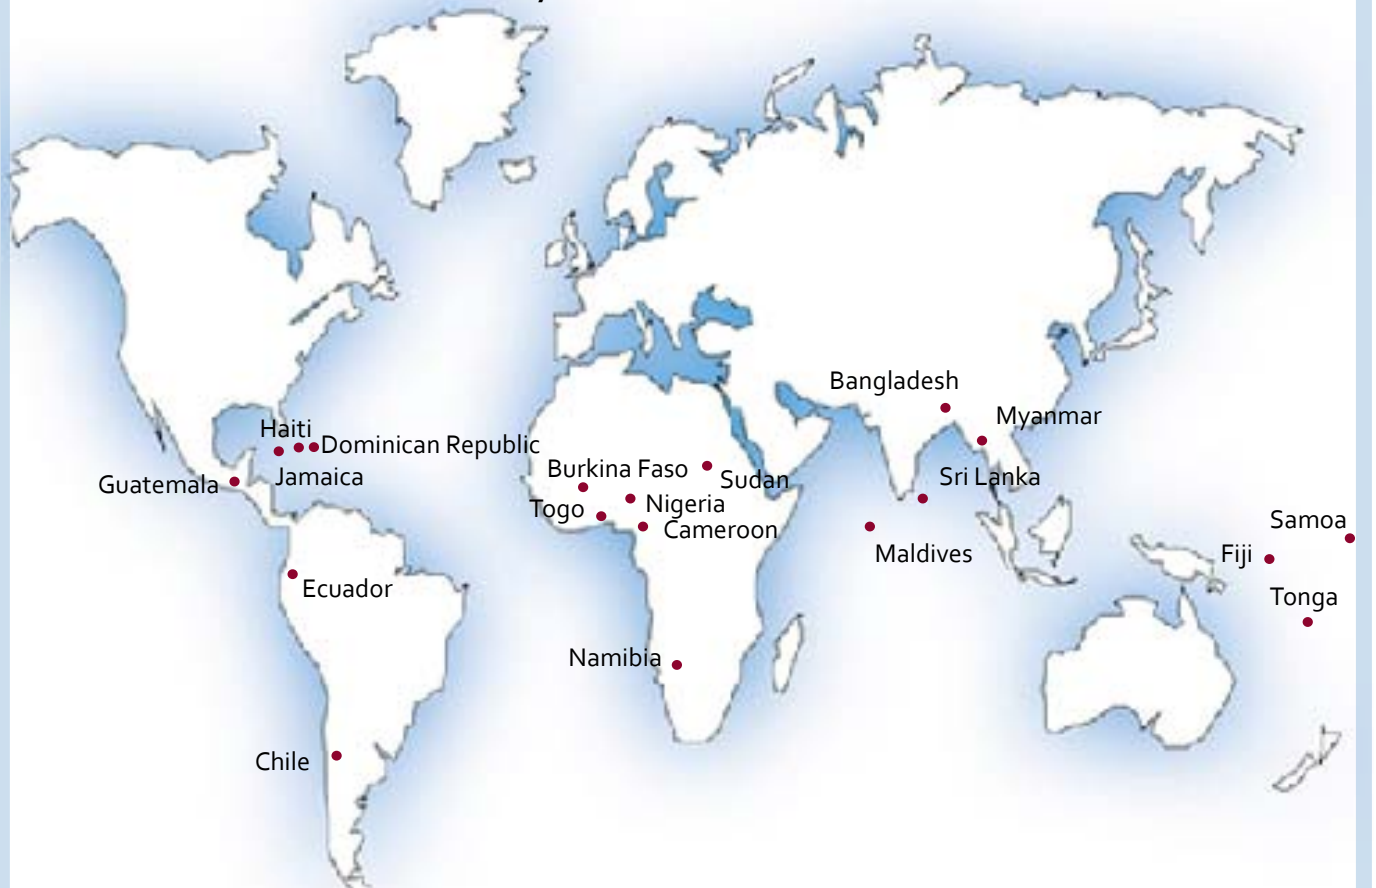 Bangladesh
Myanmar
Haiti
Dominican Republic
Jamaica
Guatemala
Burkina Faso
Sudan
Sri Lanka
Togo
Nigeria
Cameroon
Samoa
Maldives
Fiji
Ecuador
Tonga
Namibia
Chile